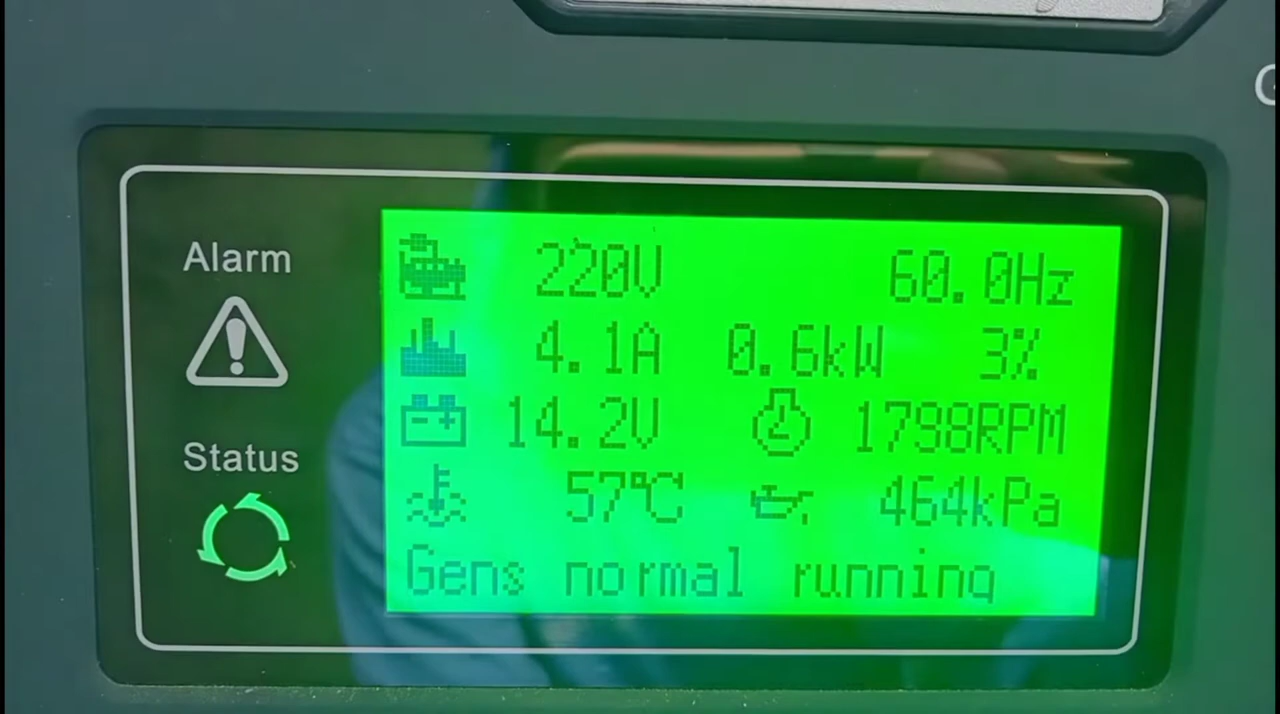 Alarm
Status
220V 60.0Hz
4.1A 0.6kW 3%
14.2V 1798RPM
57℃ 464kPa
Gens normal running